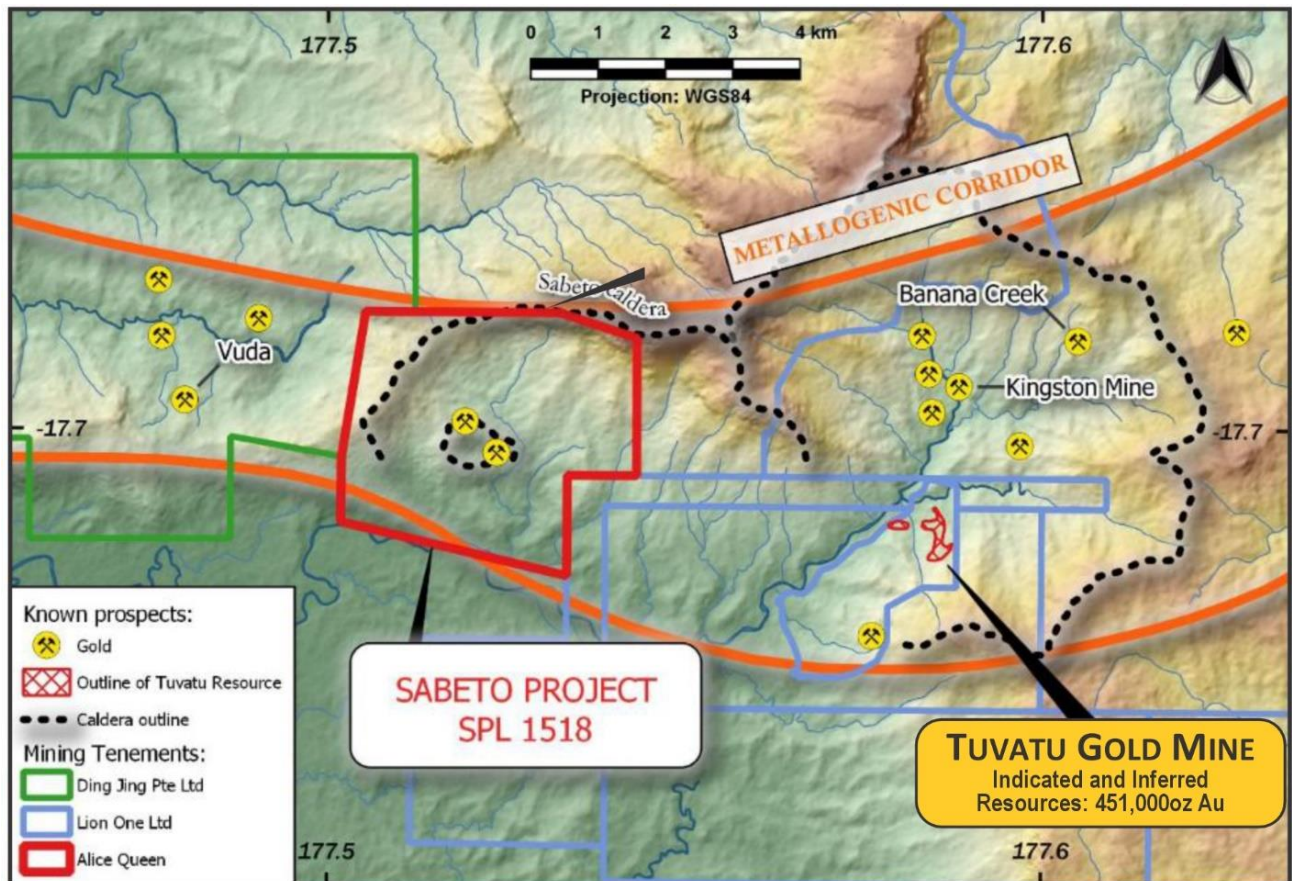 0 1 2 3 4 km
Projection: WGS84
177.5
177.6
METALLOGENIC CORRIDOR
Sabeto caldera
Banana Creek
Vuda
Kingston Mine
-17.7
-17.7
SABETO PROJECT
SPL 1518
TUVATU GOLD MINE
Indicated and Inferred
Resources: 451,000oz Au
Known prospects:
Gold
Outline of Tuvatu Resource
Caldera outline
Mining Tenements:
Ding Jing Pte Ltd
Lion One Ltd
Alice Queen
177.5
177.6